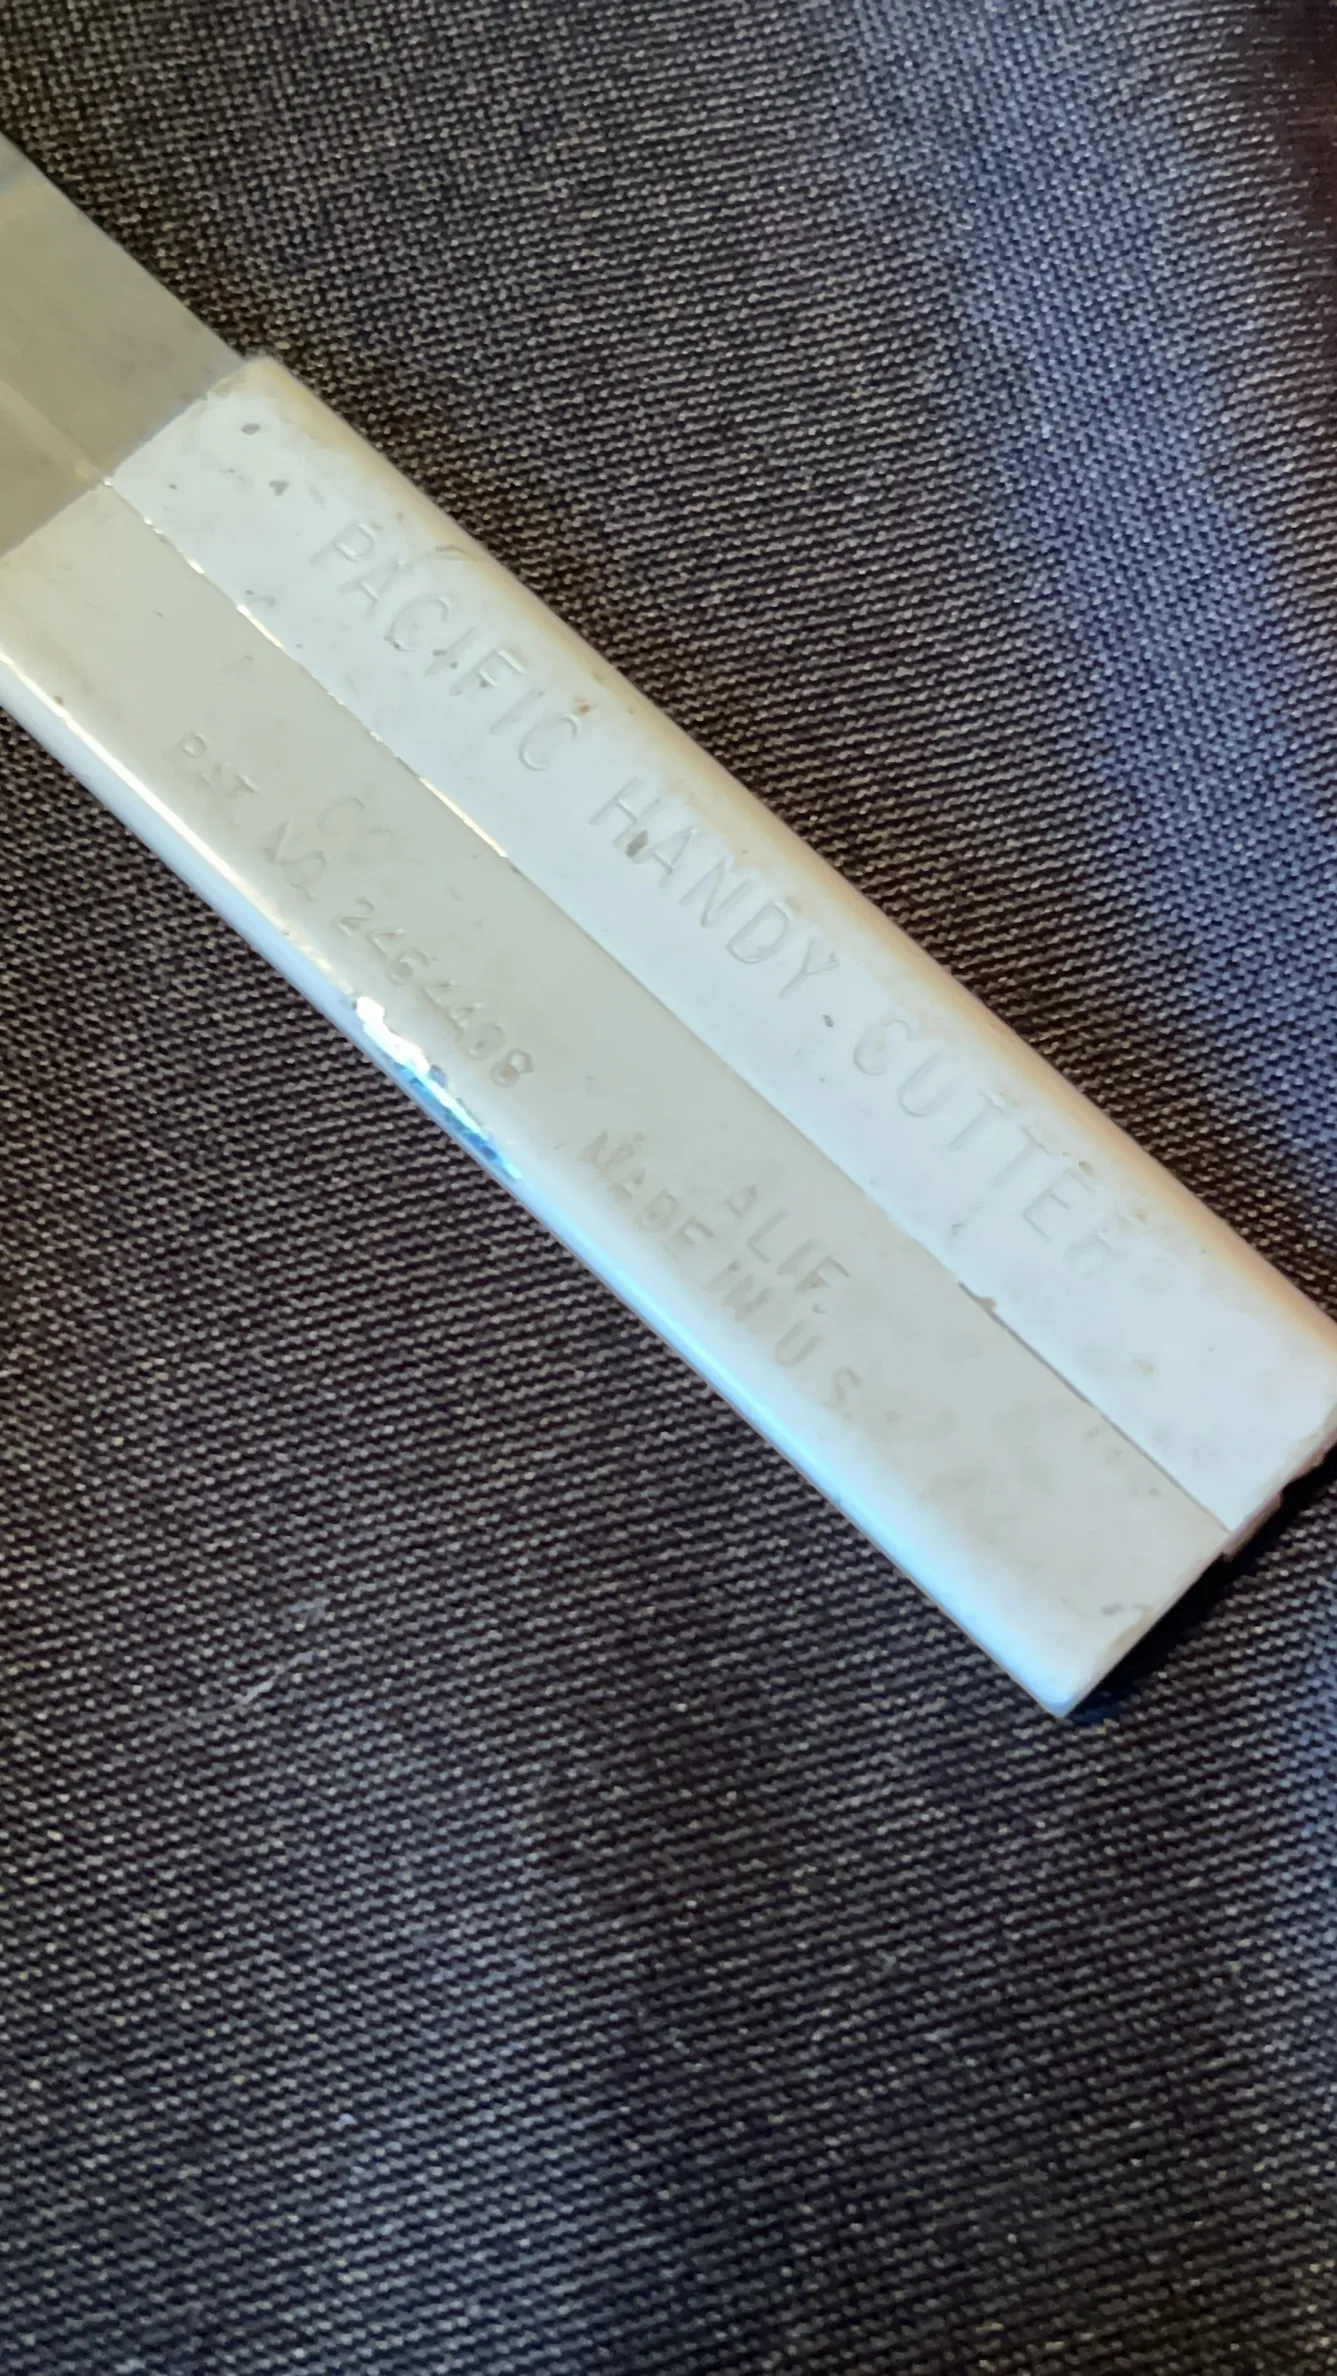 PACIFIC HANDY CUTTER
CO
ALIF.
PAT. NO. 2464408
MADE IN U.S.